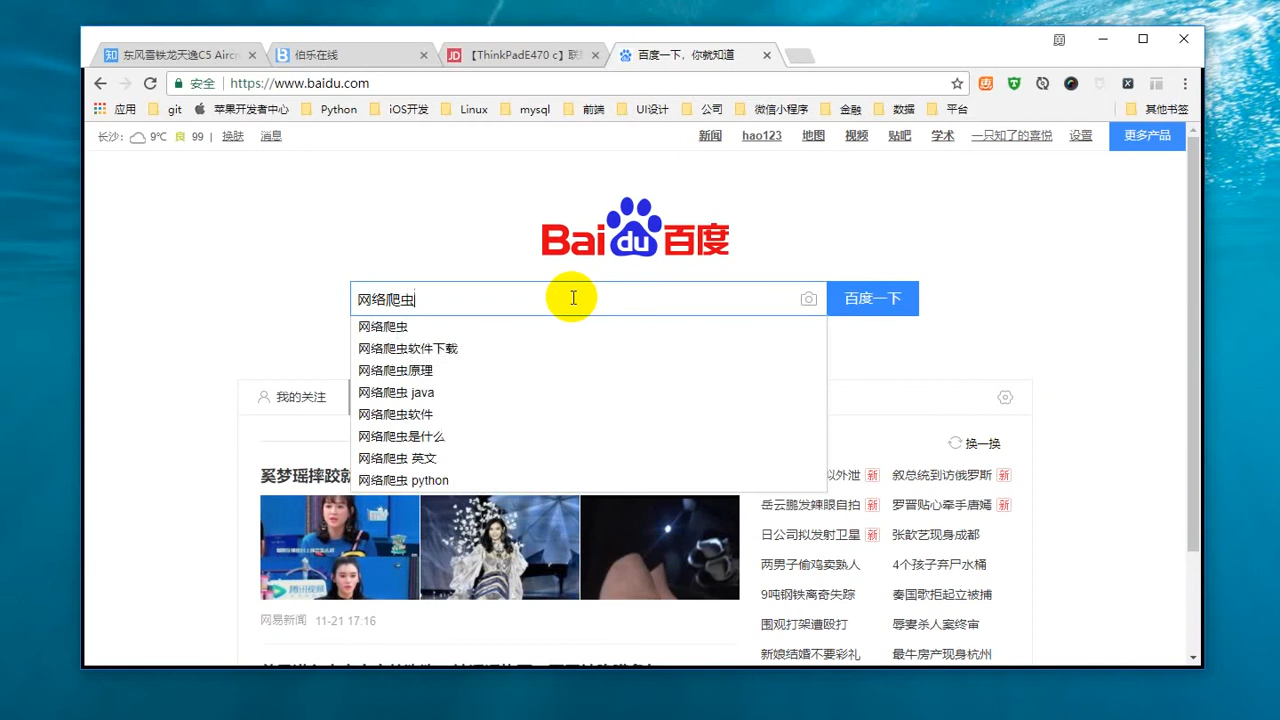 东风雪铁龙天逸C5 Aircr
伯乐在线
【ThinkPadE470 c】联想
百度一下，你就知道
安全 https://www.baidu.com
应用 git 苹果开发者中心 Python iOS开发 Linux mysql 前端 UI设计 公司 微信小程序 金融 数据 平台 其他书签
长沙: 9℃ 良 99 换肤 消息
新闻 hao123 地图 视频 贴吧 学术 一只知了的喜悦 设置 更多产品
Baidu百度
网络爬虫 百度一下
网络爬虫
网络爬虫软件下载
网络爬虫原理
网络爬虫 java
网络爬虫软件
网络爬虫是什么
网络爬虫 英文
网络爬虫 python
我的关注
换一换
奚梦瑶摔跤
以外泄 新 叙总统到访俄罗斯 新
岳云鹏发辣眼自拍 新 罗晋贴心牵手唐嫣 新
日公司拟发射卫星 新 张歆艺现身成都
两男子偷鸡卖熟人 4个孩子弃尸水桶
9吨钢铁离奇失踪 秦国歌拒起立被捕
围观打架遭殴打 辱妻杀人案终审
新娘结婚不要彩礼 最牛房产现身杭州
腾讯视频
网易新闻 11-21 17:16